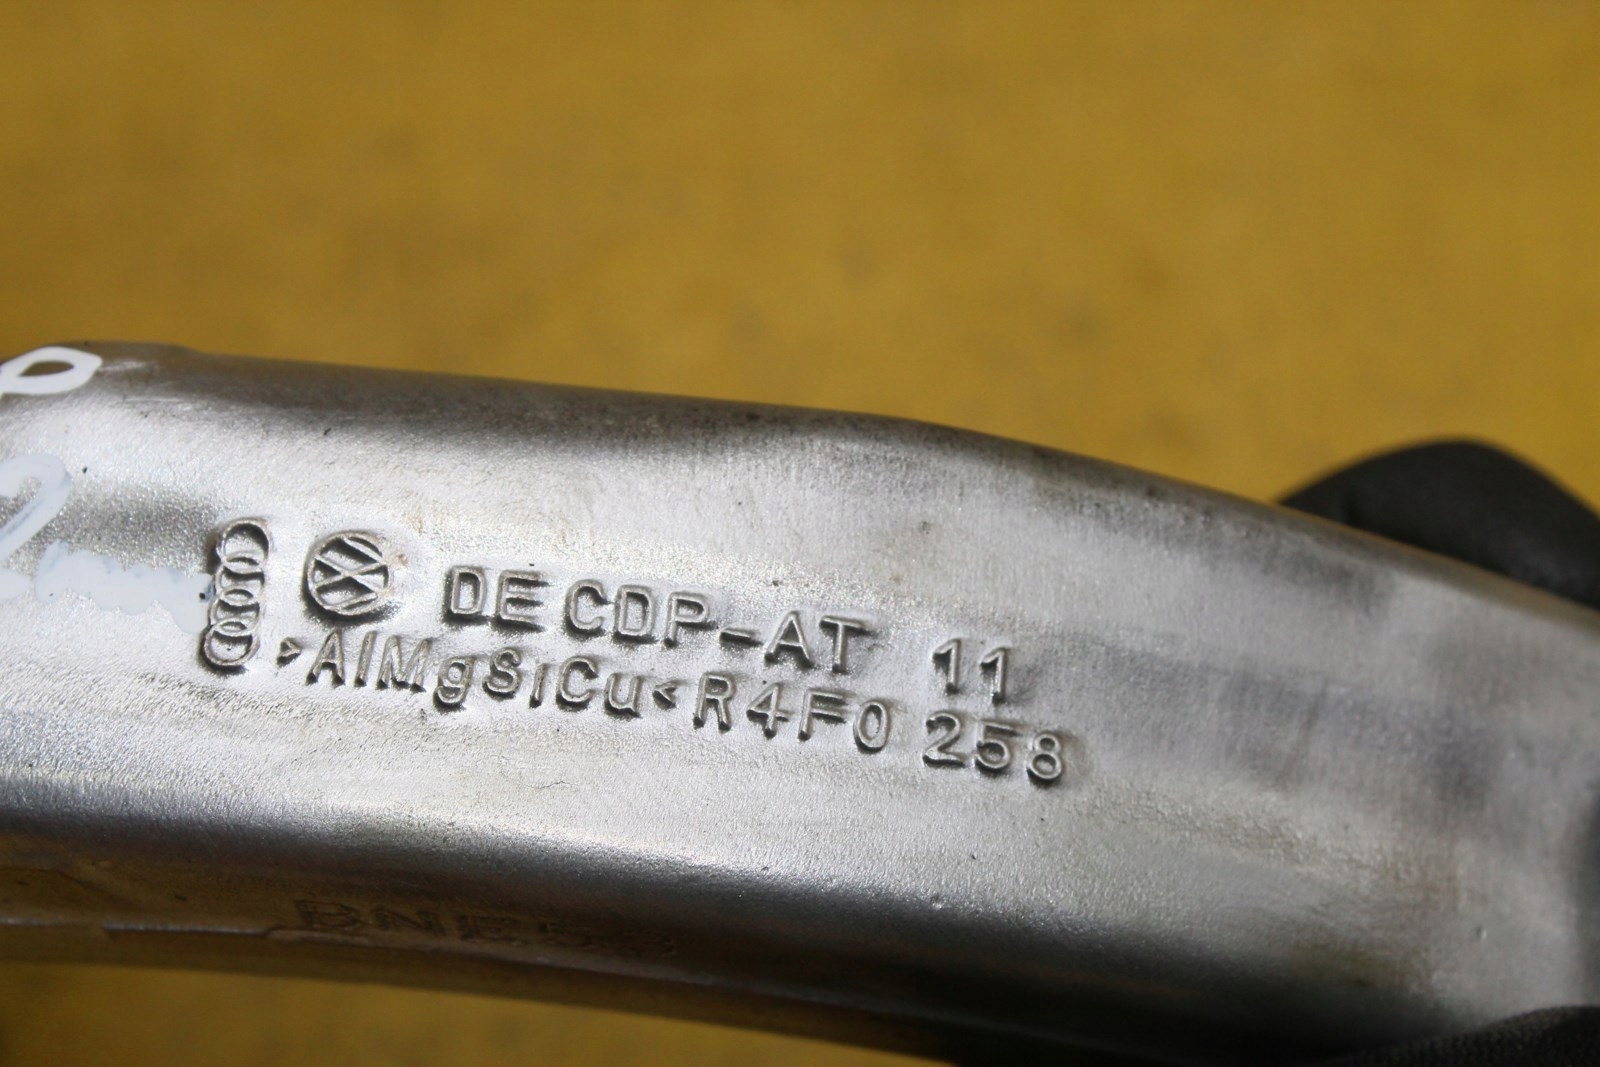 DE CDP-AT 11
>AlMgSiCu< R4F0 258